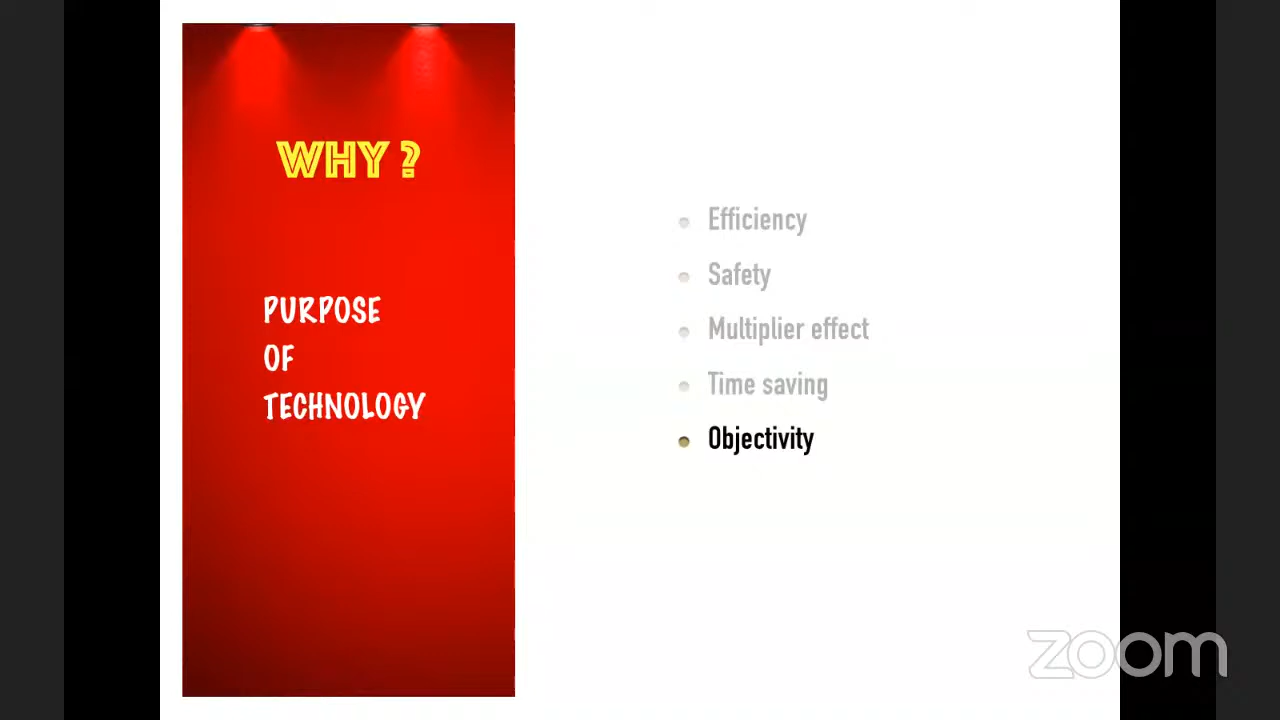 WHY ?
PURPOSE
OF
TECHNOLOGY
Efficiency
Safety
Multiplier effect
Time saving
Objectivity
zoom